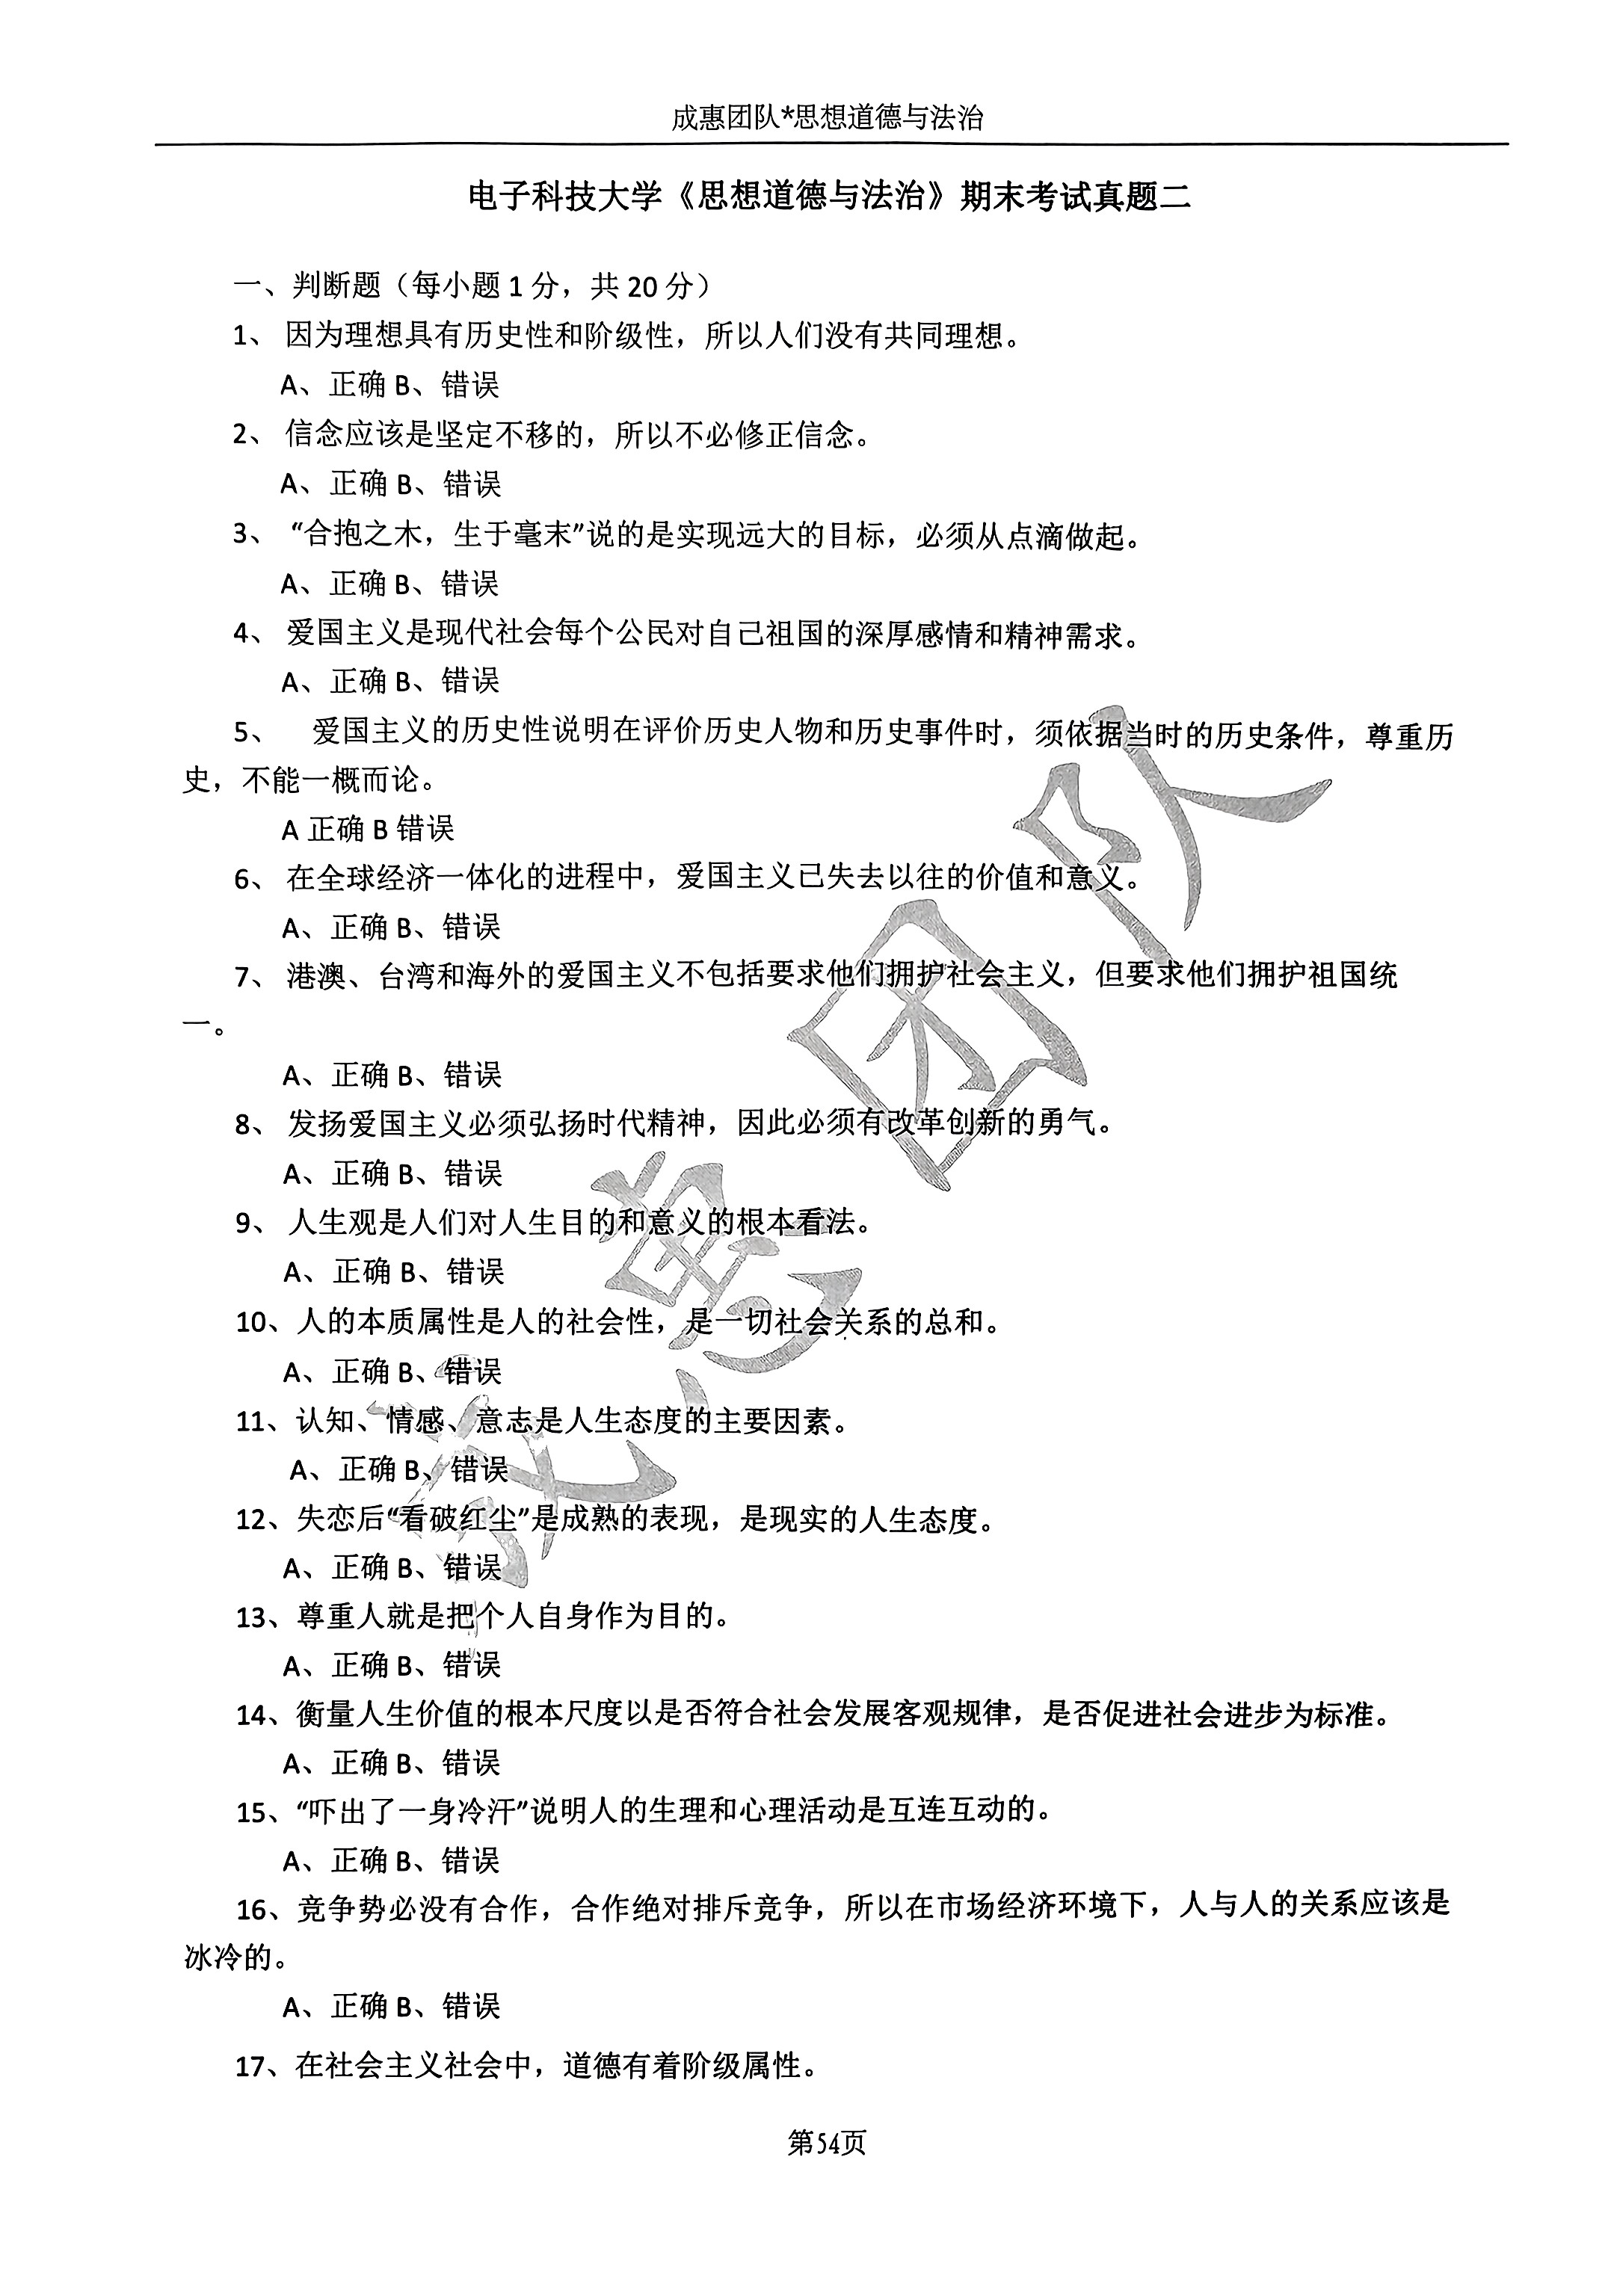 成惠团队*思想道德与法治
电子科技大学《思想道德与法治》期末考试真题二
一、判断题（每小题 1 分，共 20 分）
1、 因为理想具有历史性和阶级性，所以人们没有共同理想。
A、正确 B、错误
2、 信念应该是坚定不移的，所以不必修正信念。
A、正确 B、错误
3、 “合抱之木，生于毫末”说的是实现远大的目标，必须从点滴做起。
A、正确 B、错误
4、 爱国主义是现代社会每个公民对自己祖国的深厚感情和精神需求。
A、正确 B、错误
5、 爱国主义的历史性说明在评价历史人物和历史事件时，须依据当时的历史条件，尊重历
史，不能一概而论。
A 正确 B 错误
6、 在全球经济一体化的进程中，爱国主义已失去以往的价值和意义。
A、正确 B、错误
7、 港澳、台湾和海外的爱国主义不包括要求他们拥护社会主义，但要求他们拥护祖国统
一。
A、正确 B、错误
8、 发扬爱国主义必须弘扬时代精神，因此必须有改革创新的勇气。
A、正确 B、错误
9、 人生观是人们对人生目的和意义的根本看法。
A、正确 B、错误
10、人的本质属性是人的社会性，是一切社会关系的总和。
A、正确 B、错误
11、认知、情感、意志是人生态度的主要因素。
A、正确 B、错误
12、失恋后“看破红尘”是成熟的表现，是现实的人生态度。
A、正确 B、错误
13、尊重人就是把个人自身作为目的。
A、正确 B、错误
14、衡量人生价值的根本尺度以是否符合社会发展客观规律，是否促进社会进步为标准。
A、正确 B、错误
15、“吓出了一身冷汗”说明人的生理和心理活动是互连互动的。
A、正确 B、错误
16、竞争势必没有合作，合作绝对排斥竞争，所以在市场经济环境下，人与人的关系应该是
冰冷的。
A、正确 B、错误
17、在社会主义社会中，道德有着阶级属性。
第54页
成惠团队